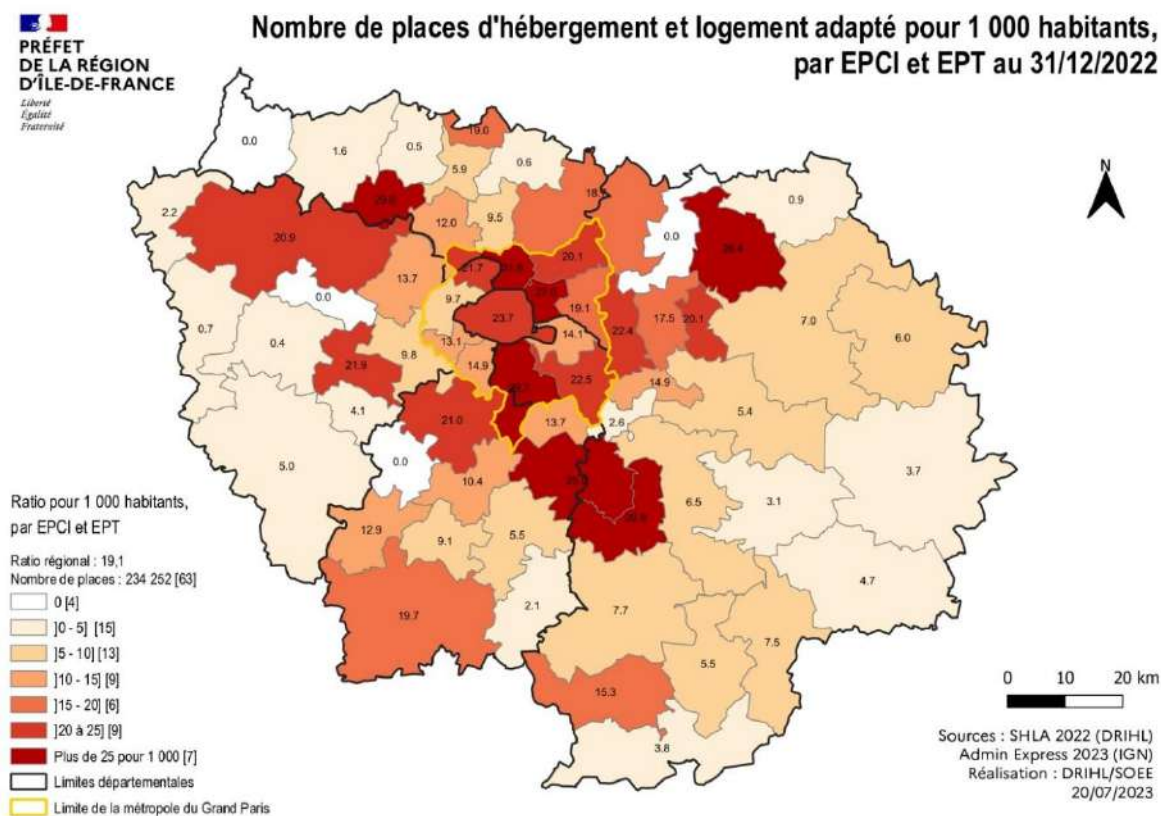 PRÉFET
DE LA RÉGION
D'ÎLE-DE-FRANCE
Liberté
Égalité
Fraternité
Nombre de places d'hébergement et logement adapté pour 1 000 habitants,
par EPCI et EPT au 31/12/2022
N
0.0
1.6
0.5
19.0
5.9
0.6
0.9
2.2
20.9
12.0
9.5
0.0
13.7
21.7
20.1
0.0
9.7
19.1
7.0
6.0
0.7
0.4
23.7
14.1
22.4
17.5
20.1
21.9
9.8
13.1
14.9
22.5
14.9
5.4
4.1
21.0
13.7
2.6
5.0
0.0
10.4
3.7
3.1
6.5
12.9
9.1
5.5
4.7
19.7
2.1
7.7
7.5
5.5
15.3
3.8
Ratio pour 1 000 habitants,
par EPCI et EPT
Ratio régional : 19,1
Nombre de places : 234 252 [63]
0 [4]
]0 - 5] [15]
]5 - 10] [13]
]10 - 15] [9]
]15 - 20] [6]
]20 à 25] [9]
Plus de 25 pour 1 000 [7]
Limites départementales
Limite de la métropole du Grand Paris
0 10 20 km
Sources : SHLA 2022 (DRIHL)
Admin Express 2023 (IGN)
Réalisation : DRIHL/SOEE
20/07/2023